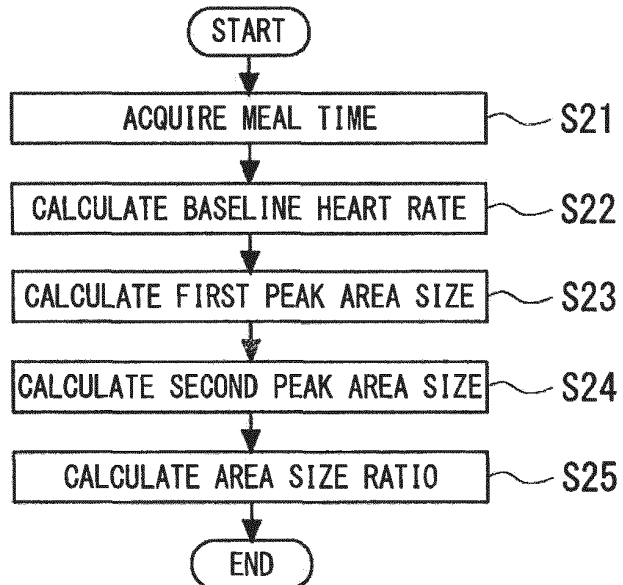 START
ACQUIRE MEAL TIME
S21
CALCULATE BASELINE HEART RATE
S22
CALCULATE FIRST PEAK AREA SIZE
S23
CALCULATE SECOND PEAK AREA SIZE
S24
CALCULATE AREA SIZE RATIO
S25
END